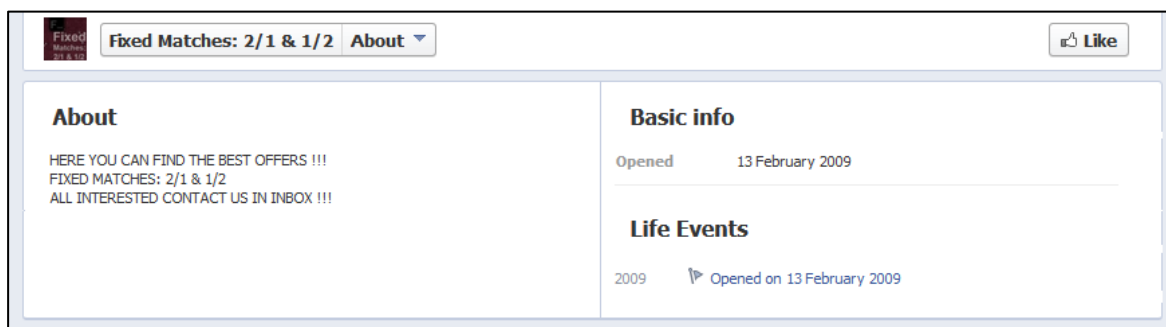 F_
Fixed
Matches:
2/1 & 1/2
Fixed Matches: 2/1 & 1/2
About
Like
About
HERE YOU CAN FIND THE BEST OFFERS !!!
FIXED MATCHES: 2/1 & 1/2
ALL INTERESTED CONTACT US IN INBOX !!!
Basic info
Opened 13 February 2009
Life Events
2009 Opened on 13 February 2009